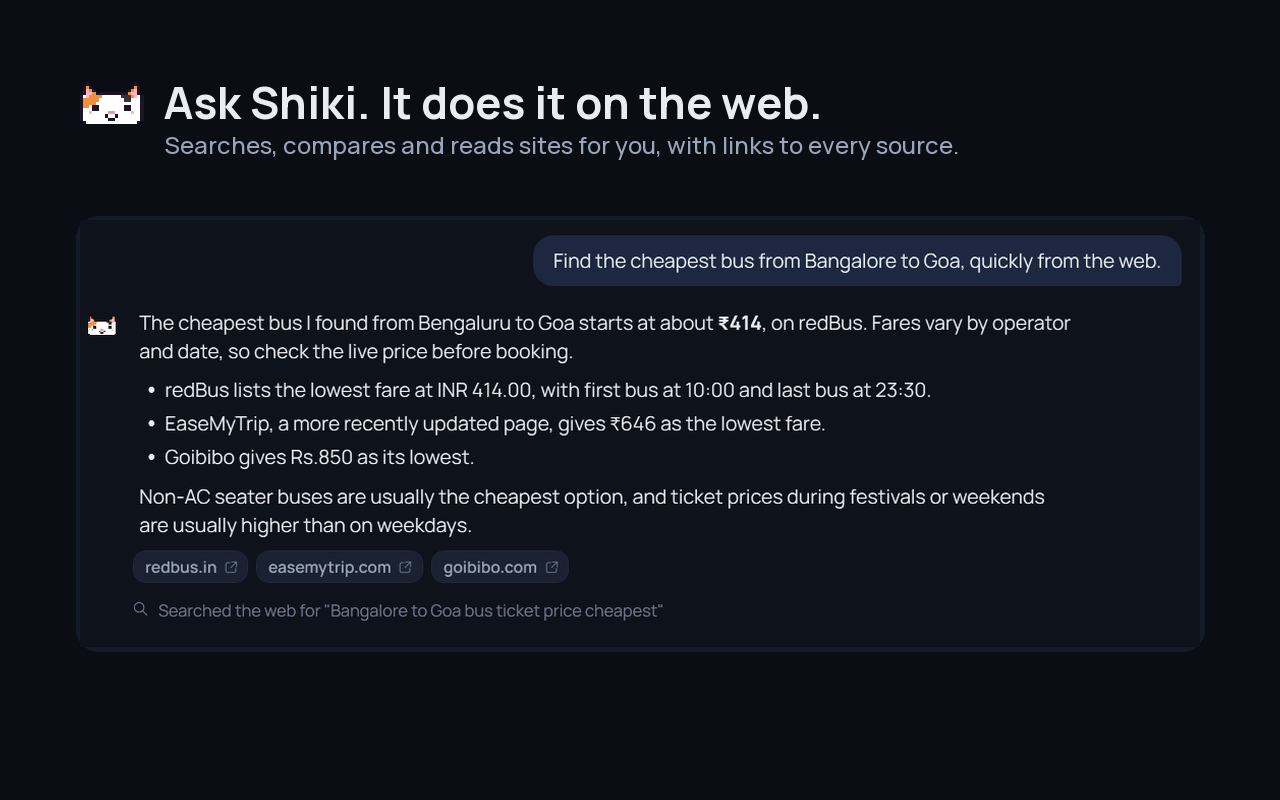 Ask Shiki. It does it on the web.
Searches, compares and reads sites for you, with links to every source.
Find the cheapest bus from Bangalore to Goa, quickly from the web.
The cheapest bus I found from Bengaluru to Goa starts at about ₹414, on redBus. Fares vary by operator
and date, so check the live price before booking.
• redBus lists the lowest fare at INR 414.00, with first bus at 10:00 and last bus at 23:30.
• EaseMyTrip, a more recently updated page, gives ₹646 as the lowest fare.
• Goibibo gives Rs.850 as its lowest.
Non-AC seater buses are usually the cheapest option, and ticket prices during festivals or weekends
are usually higher than on weekdays.
redbus.in easemytrip.com goibibo.com
Searched the web for "Bangalore to Goa bus ticket price cheapest"